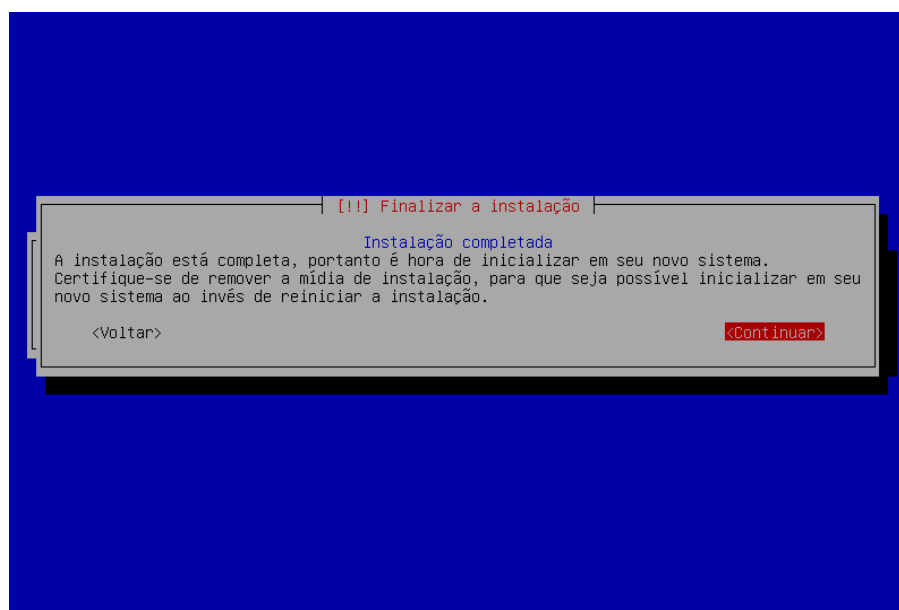 [!!] Finalizar a instalação
Instalação completada
A instalação está completa, portanto é hora de inicializar em seu novo sistema.
Certifique-se de remover a mídia de instalação, para que seja possível inicializar em seu
novo sistema ao invés de reiniciar a instalação.
<Voltar> <Continuar>